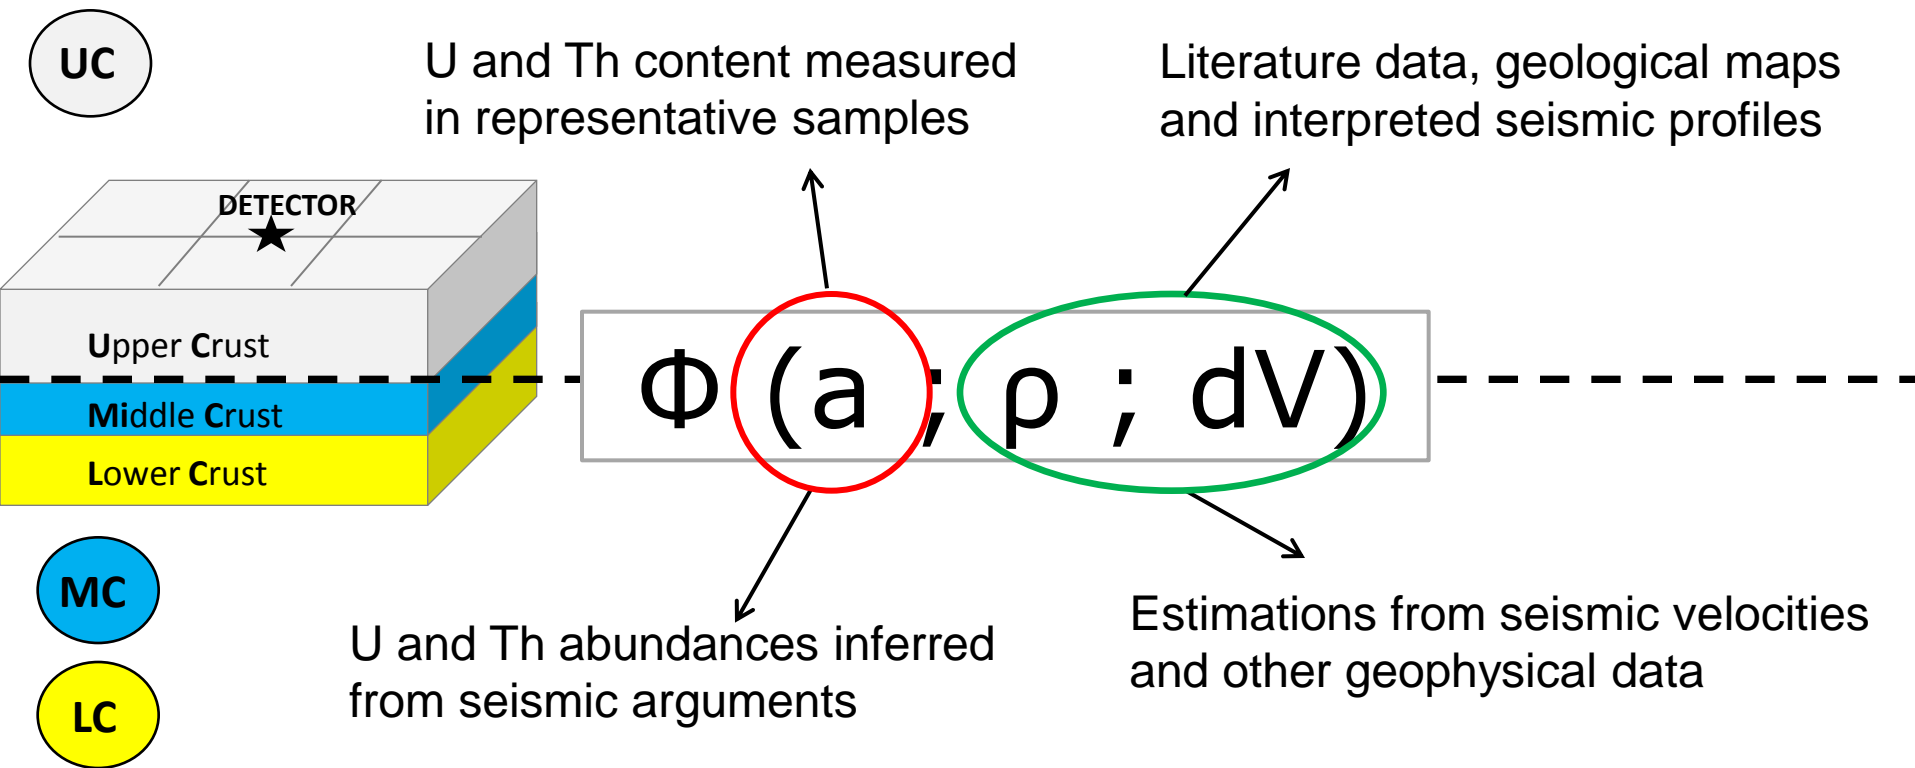 UC
U and Th content measured
in representative samples
Literature data, geological maps
and interpreted seismic profiles
DETECTOR
Upper Crust
Middle Crust
Lower Crust
Φ (a ; ρ ; dV)
MC
LC
U and Th abundances inferred
from seismic arguments
Estimations from seismic velocities
and other geophysical data